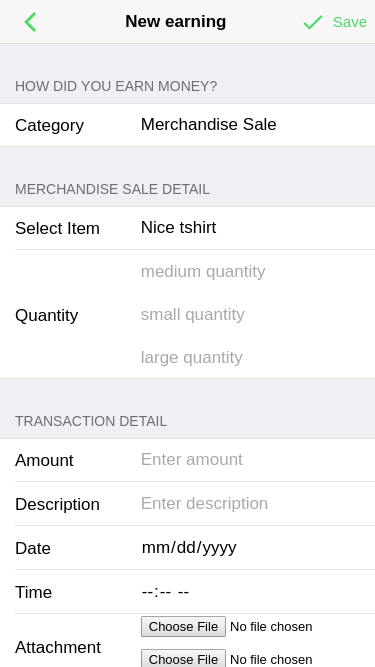 New earning
Save
HOW DID YOU EARN MONEY?
Category Merchandise Sale
MERCHANDISE SALE DETAIL
Select Item Nice tshirt
medium quantity
Quantity small quantity
large quantity
TRANSACTION DETAIL
Amount Enter amount
Description Enter description
Date mm/dd/yyyy
Time --:-- --
Choose File No file chosen
Attachment
Choose File No file chosen